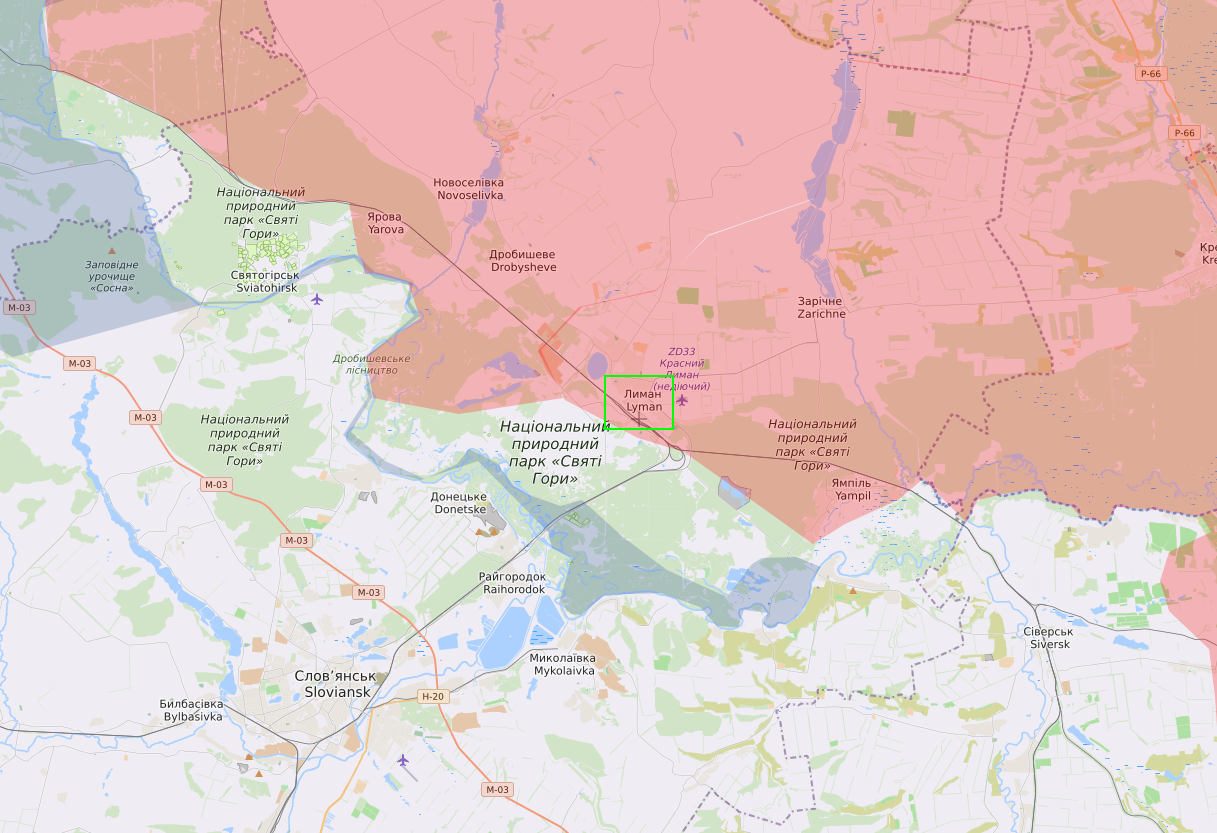 P-66
P-66
Національний
природний
парк «Святі
Гори»
Новоселівка
Novoselivka
Ярова
Yarova
Дробишеве
Drobysheve
Заповідне
урочище
«Сосна»
Святогірськ
Sviatohirsk
M-03
Зарічне
Zarichne
M-03
Дробишевське
лісництво
ZD33
Красний
Лиман
(недіючий)
Лиман
Lyman
M-03
Національний
природний
парк «Святі
Гори»
Національний
природний
парк «Святі
Гори»
Національний
природний
парк «Святі
Гори»
M-03
Ямпіль
Yampil
Донецьке
Donetske
M-03
Райгородок
Raihorodok
M-03
Сіверськ
Siversk
Миколаївка
Mykolaivka
Слов’янськ
Sloviansk
H-20
Билбасівка
Bylbasivka
M-03